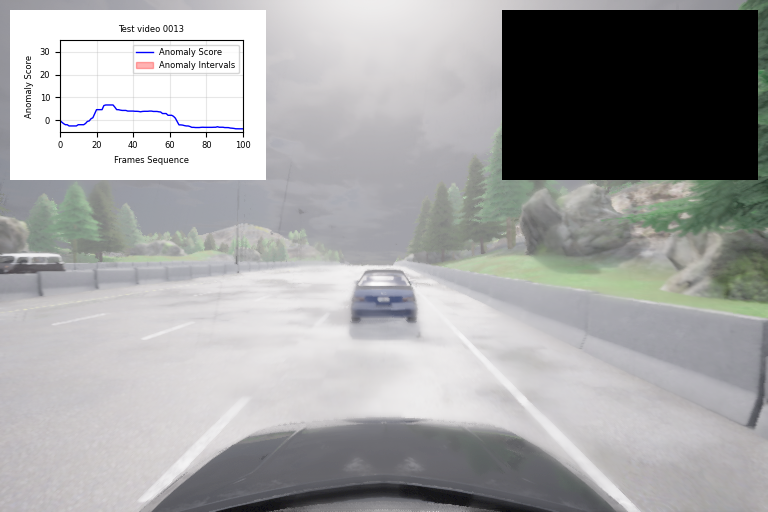 Test video 0013
Anomaly Score
Anomaly Intervals
Anomaly Score
30
20
10
0
0 20 40 60 80 100
Frames Sequence